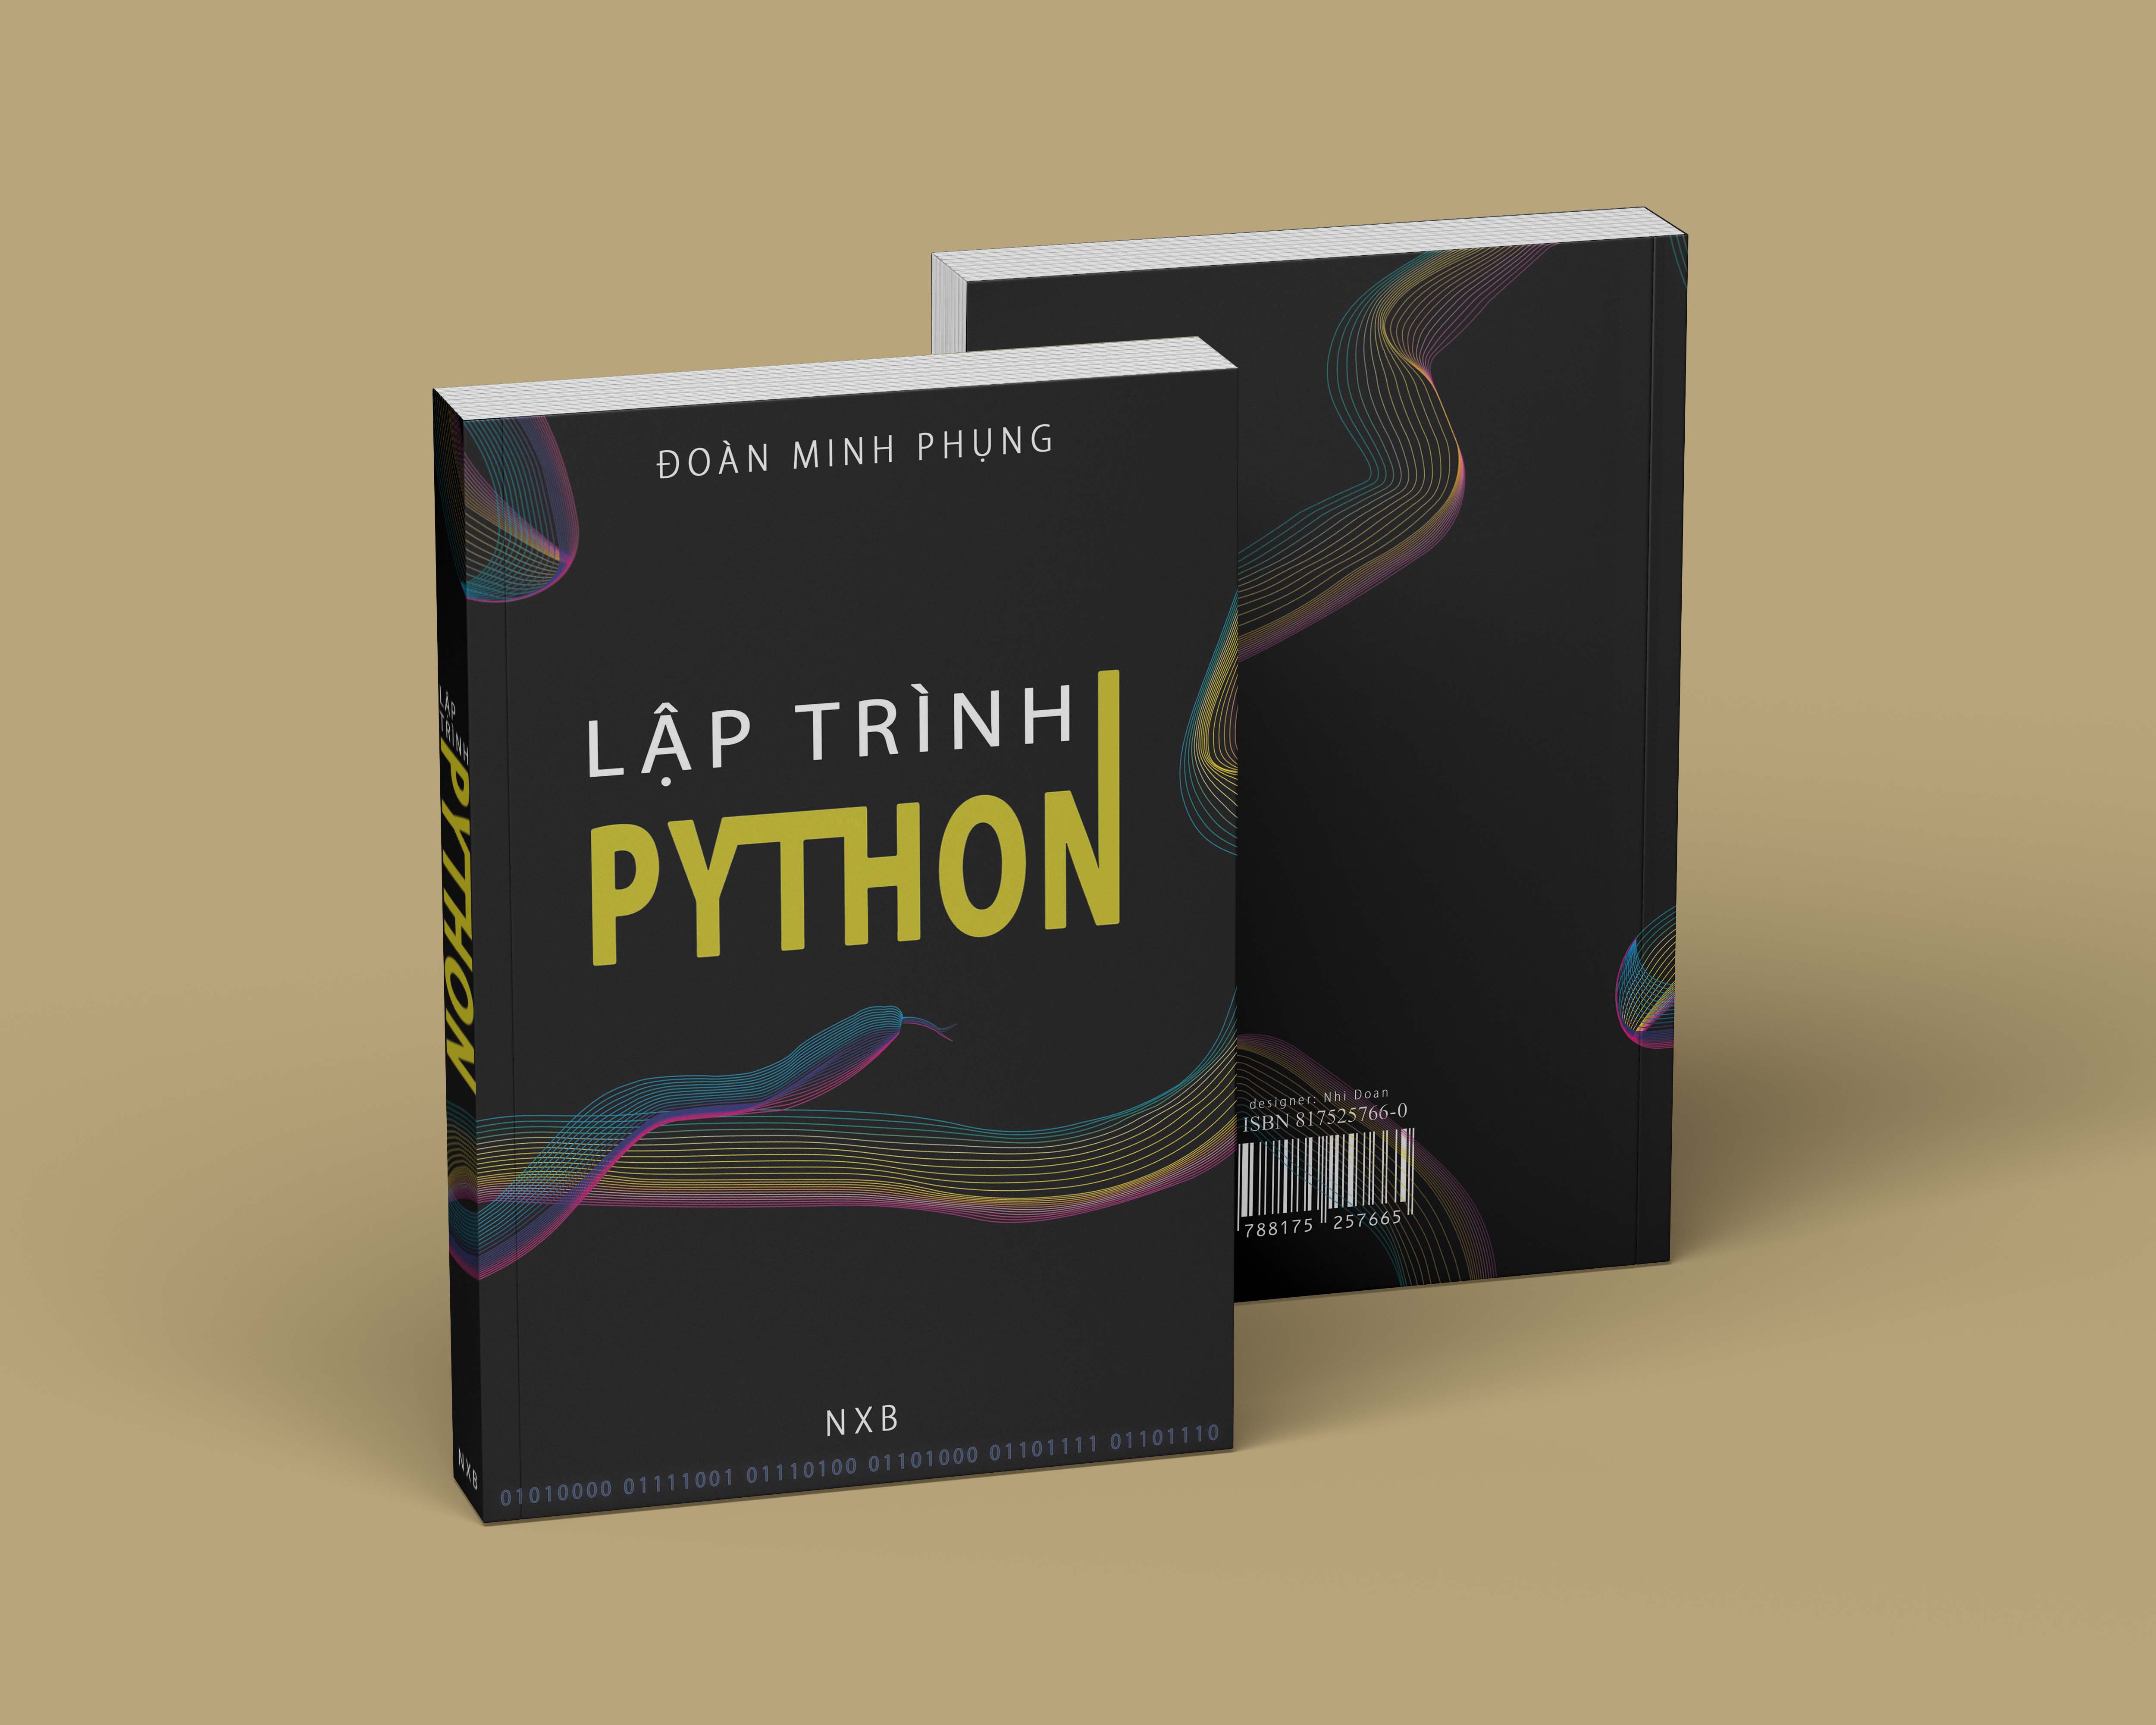 ĐOÀN MINH PHỤNG
LẬP TRÌNH
PYTHON
NXB
01010000 01111001 01110100 01101000 01101111 01101110
LẬP
TRÌNH
PYTHON
NXB
designer: Nhi Doan
ISBN 817525766-0
788175 257665